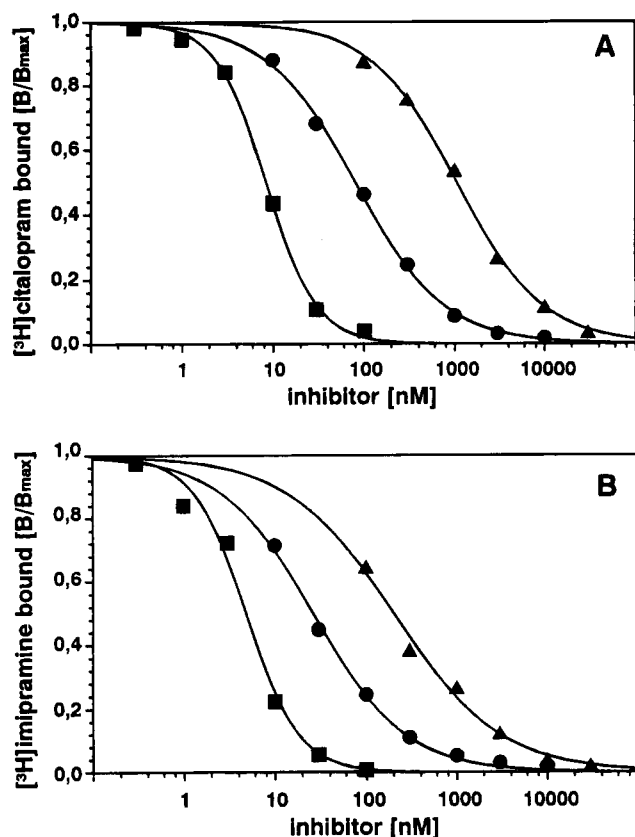 A
[³H]citalopram bound [B/Bmax]
1,0
0,8
0,6
0,4
0,2
0,0
1 10 100 1000 10000
inhibitor [nM]
B
[³H]imipramine bound [B/Bmax]
1,0
0,8
0,6
0,4
0,2
0,0
1 10 100 1000 10000
inhibitor [nM]